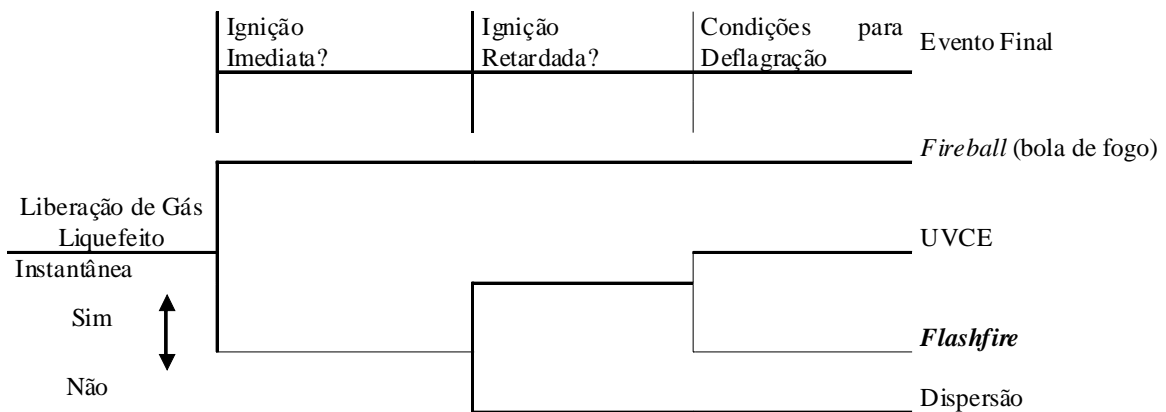 Ignição
Imediata?
Ignição
Retardada?
Condições para
Deflagração
Evento Final
Fireball (bola de fogo)
Liberação de Gás
Liquefeito
Instantânea
UVCE
Sim
Flashfire
Não
Dispersão